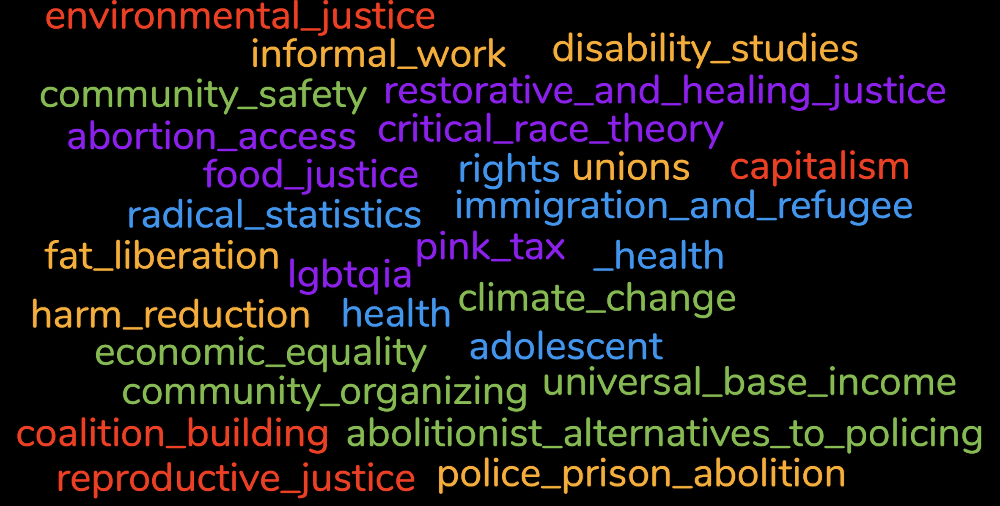 environmental_justice
informal_work disability_studies
community_safety restorative_and_healing_justice
abortion_access critical_race_theory
food_justice rights unions capitalism
radical_statistics immigration_and_refugee
fat_liberation pink_tax _health
lgbtqia
harm_reduction health climate_change
economic_equality adolescent
community_organizing universal_base_income
coalition_building abolitionist_alternatives_to_policing
reproductive_justice police_prison_abolition